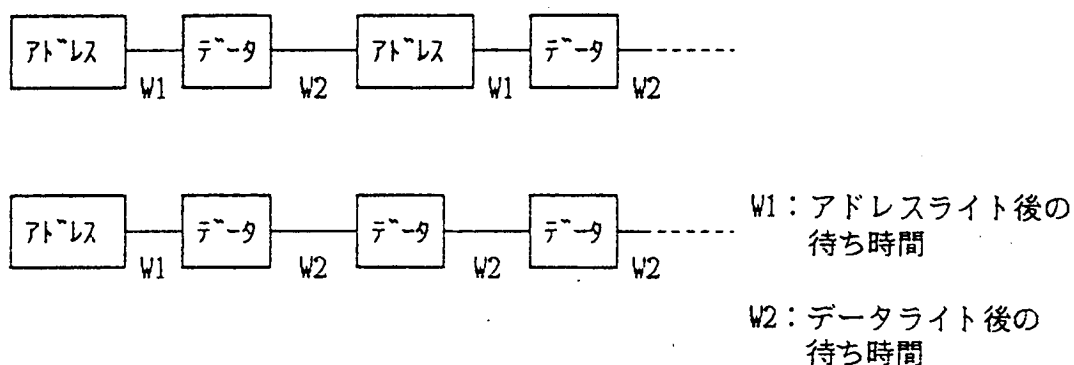 アドレス データ アドレス データ
W1 W2 W1 W2
アドレス データ データ データ
W1 W2 W2 W2
W1：アドレスライト後の
待ち時間
W2：データライト後の
待ち時間